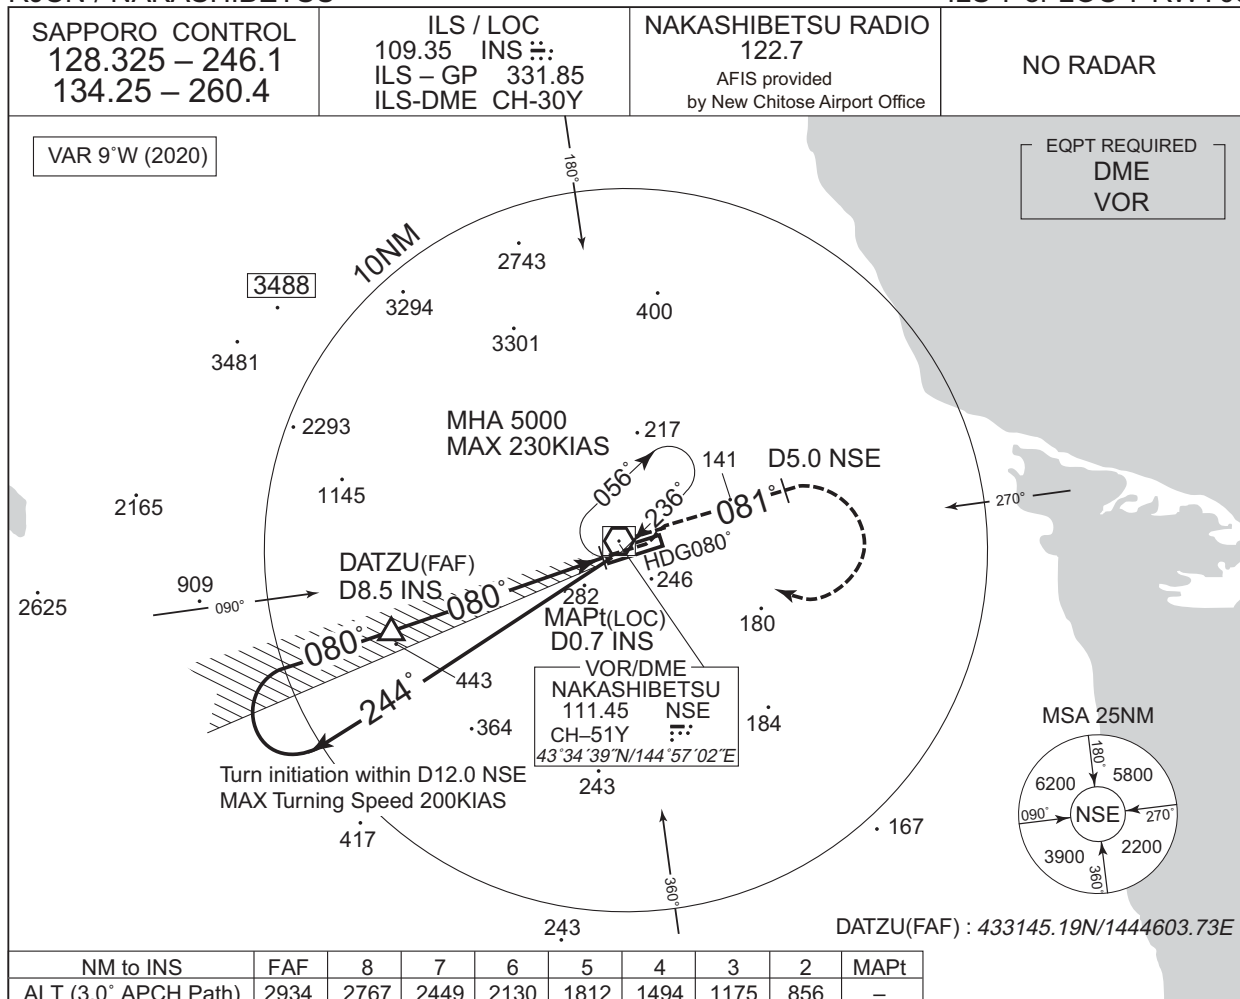 SAPPORO CONTROL
128.325 – 246.1
134.25 – 260.4
ILS / LOC
109.35 INS
ILS – GP 331.85
ILS-DME CH-30Y
NAKASHIBETSU RADIO
122.7
AFIS provided
by New Chitose Airport Office
NO RADAR
VAR 9°W (2020)
EQPT REQUIRED
DME
VOR
180°
10NM
2743
3488
3294
400
3301
3481
2293
MHA 5000
MAX 230KIAS
217
141
D5.0 NSE
1145
056°
236°
081°
270°
2165
HDG080°
DATZU(FAF)
D8.5 INS
909
090°
2625
080°
080°
282
246
MAPt(LOC)
D0.7 INS
180
443
244°
VOR/DME
NAKASHIBETSU
111.45 NSE
CH–51Y
43°34′39″N/144°57′02″E
364
184
Turn initiation within D12.0 NSE
MAX Turning Speed 200KIAS
243
417
167
360°
243
MSA 25NM
180°
6200
5800
090°
NSE
270°
3900
2200
360°
DATZU(FAF) : 433145.19N/1444603.73E
NM to INS FAF 8 7 6 5 4 3 2 MAPt
ALT (3.0° APCH Path) 2934 2767 2449 2130 1812 1494 1175 856 –